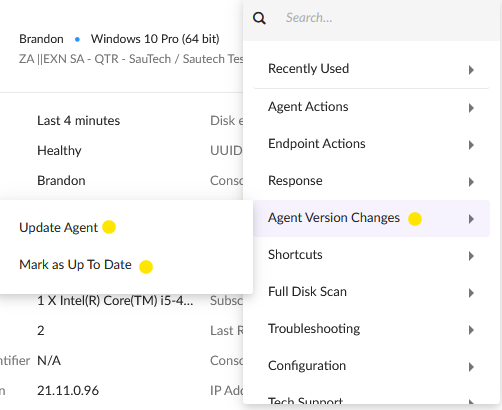 Search...
Brandon • Windows 10 Pro (64 bit)
ZA ||EXN SA - QTR - SauTech / Sautech Tes
Recently Used
Agent Actions
Last 4 minutes Disk e
Endpoint Actions
Healthy UUID
Response
Brandon Conso
Agent Version Changes
Update Agent
Mark as Up To Date
Shortcuts
Full Disk Scan
1 X Intel(R) Core(TM) i5-4... Subsc
Troubleshooting
2 Last R
ntifier N/A Conso
Configuration
n 21.11.0.96 IP Add
Tech Support